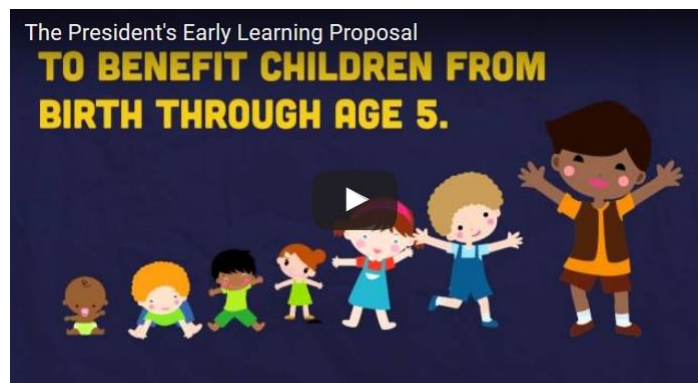 The President's Early Learning Proposal
TO BENEFIT CHILDREN FROM
BIRTH THROUGH AGE 5.